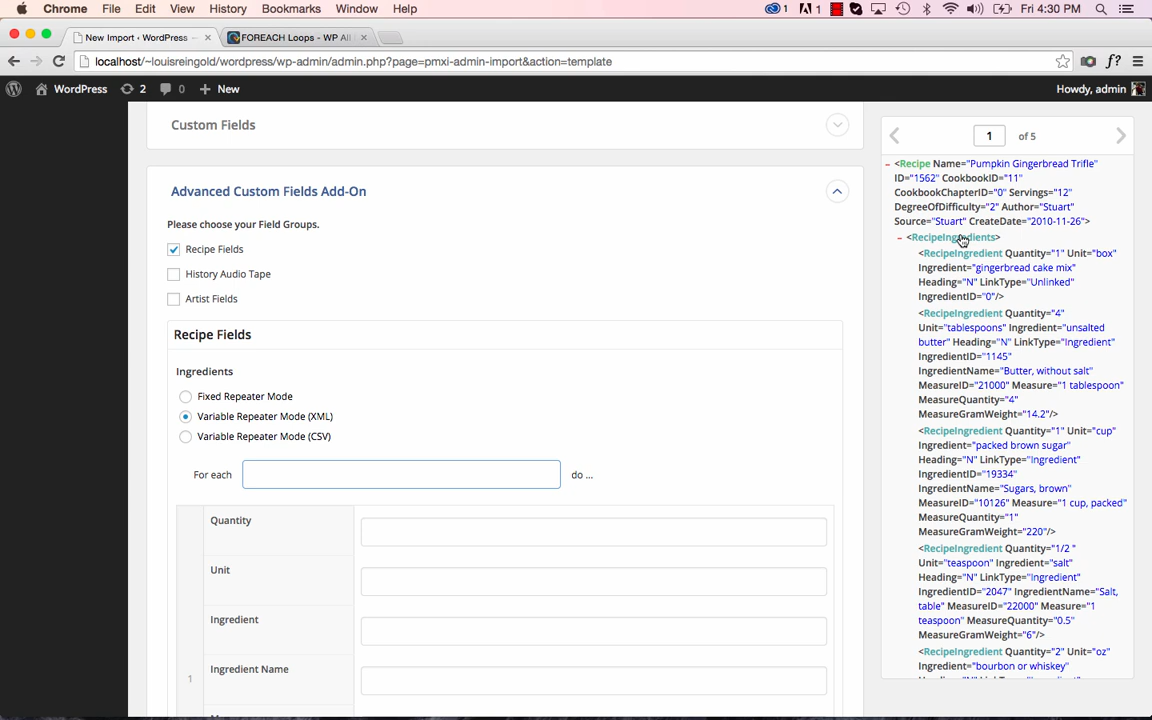 Chrome File Edit View History Bookmarks Window Help
1 1 Fri 4:30 PM
New Import ‹ WordPress × FOREACH Loops - WP All ×
localhost/~louisreingold/wordpress/wp-admin/admin.php?page=pmxi-admin-import&action=template f?
WordPress 2 0 + New Howdy, admin
Custom Fields
Advanced Custom Fields Add-On
Please choose your Field Groups.
Recipe Fields
History Audio Tape
Artist Fields
Recipe Fields
Ingredients
Fixed Repeater Mode
Variable Repeater Mode (XML)
Variable Repeater Mode (CSV)
For each do ...
Quantity
Unit
Ingredient
Ingredient Name
1
1 of 5
- <Recipe Name="Pumpkin Gingerbread Trifle"
ID="1562" CookbookID="11"
CookbookChapterID="0" Servings="12"
DegreeOfDifficulty="2" Author="Stuart"
Source="Stuart" CreateDate="2010-11-26">
- <RecipeIngredients>
<RecipeIngredient Quantity="1" Unit="box"
Ingredient="gingerbread cake mix"
Heading="N" LinkType="Unlinked"
IngredientID="0"/>
<RecipeIngredient Quantity="4"
Unit="tablespoons" Ingredient="unsalted
butter" Heading="N" LinkType="Ingredient"
IngredientID="1145"
IngredientName="Butter, without salt"
MeasureID="21000" Measure="1 tablespoon"
MeasureQuantity="4"
MeasureGramWeight="14.2"/>
<RecipeIngredient Quantity="1" Unit="cup"
Ingredient="packed brown sugar"
Heading="N" LinkType="Ingredient"
IngredientID="19334"
IngredientName="Sugars, brown"
MeasureID="10126" Measure="1 cup, packed"
MeasureQuantity="1"
MeasureGramWeight="220"/>
<RecipeIngredient Quantity="1/2 "
Unit="teaspoon" Ingredient="salt"
Heading="N" LinkType="Ingredient"
IngredientID="2047" IngredientName="Salt,
table" MeasureID="22000" Measure="1
teaspoon" MeasureQuantity="0.5"
MeasureGramWeight="6"/>
<RecipeIngredient Quantity="2" Unit="oz"
Ingredient="bourbon or whiskey"